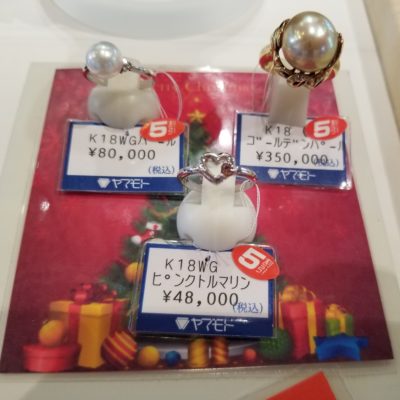 K18WGパール
¥80,000
(税込)
ヤマモト
5
K18
ゴールデンパール
¥350,000
(税込)
ヤマモト
5
K18WG
ピンクトルマリン
¥48,000
(税込)
ヤマモト
5